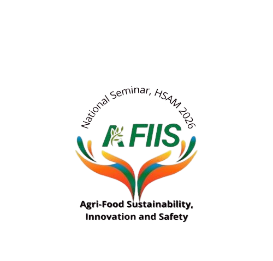 National Seminar, HSAM 2026
AFIIS
Agri-Food Sustainability,
Innovation and Safety